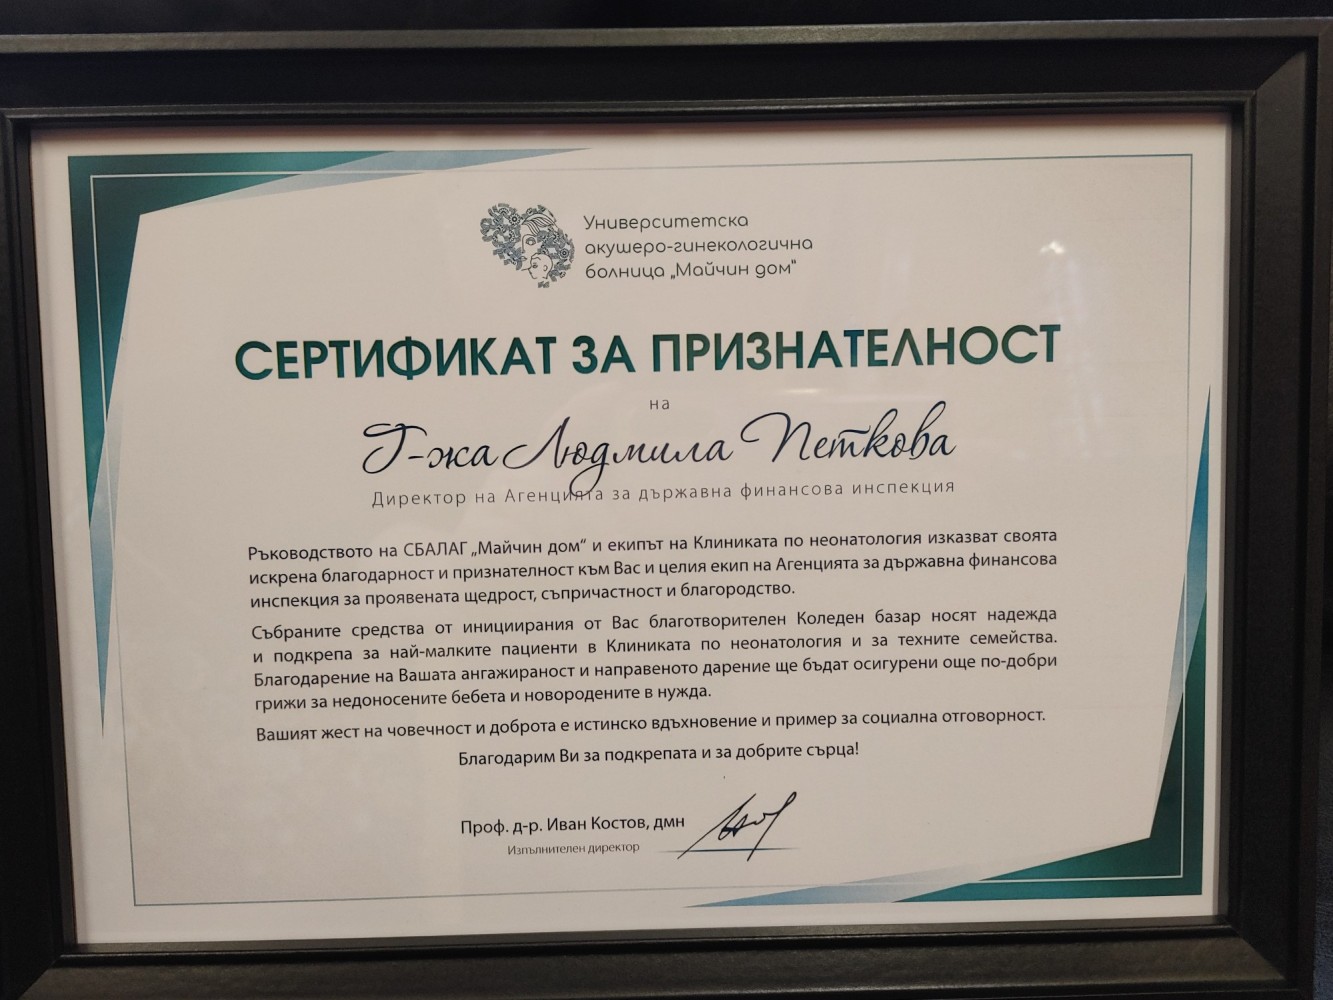 Университетска
акушеро-гинекологична
болница „Майчин дом“
СЕРТИФИКАТ ЗА ПРИЗНАТЕЛНОСТ
на
Г-жа Людмила Петкова
Директор на Агенцията за държавна финансова инспекция
Ръководството на СБАЛАГ „Майчин дом“ и екипът на Клиниката по неонатология изказват своята
искрена благодарност и признателност към Вас и целия екип на Агенцията за държавна финансова
инспекция за проявената щедрост, съпричастност и благородство.
Събраните средства от инициирания от Вас благотворителен Коледен базар носят надежда
и подкрепа за най-малките пациенти в Клиниката по неонатология и за техните семейства.
Благодарение на Вашата ангажираност и направеното дарение ще бъдат осигурени още по-добри
грижи за недоносените бебета и новородените в нужда.
Вашият жест на човечност и доброта е истинско вдъхновение и пример за социална отговорност.
Благодарим Ви за подкрепата и за добрите сърца!
Проф. д-р. Иван Костов, дмн
Изпълнителен директор